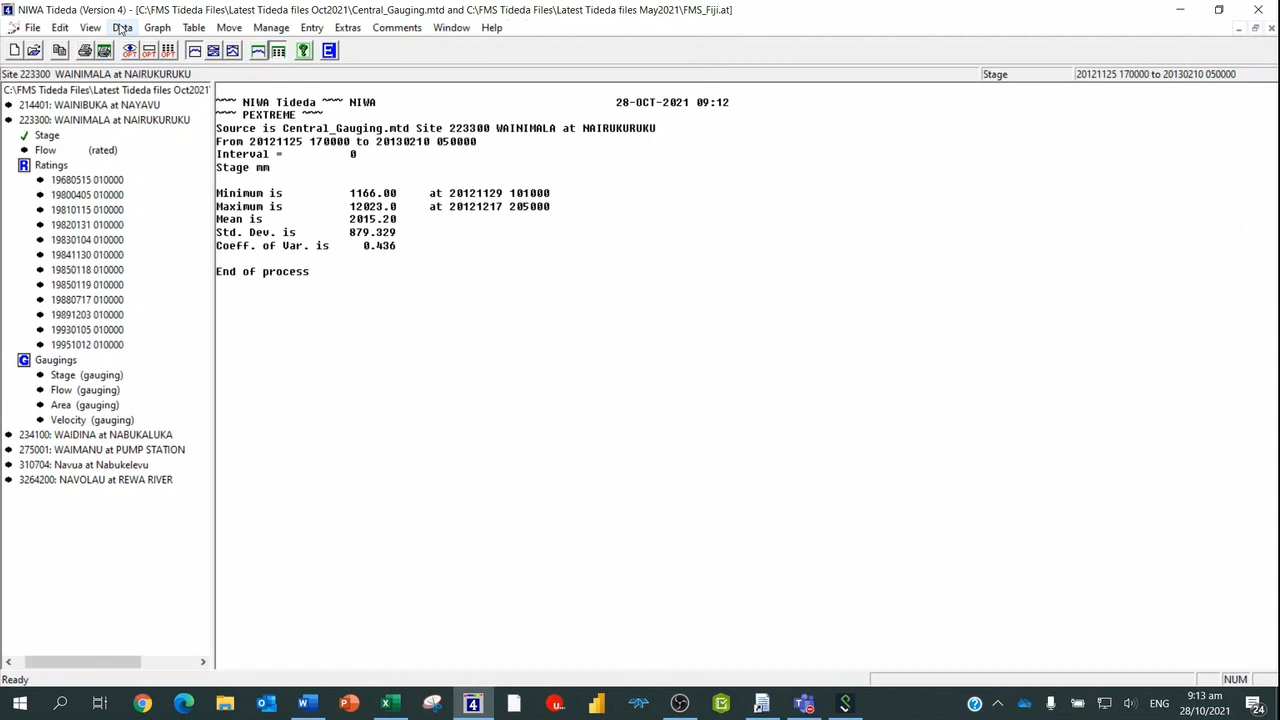 NIWA Tideda (Version 4) - [C:\FMS Tideda Files\Latest Tideda files Oct2021\Central_Gauging.mtd and C:\FMS Tideda Files\Latest Tideda files May2021\FMS_Fiji.at]
File Edit View Data Graph Table Move Manage Entry Extras Comments Window Help
Site 223300 WAINIMALA at NAIRUKURUKU Stage 20121125 170000 to 20130210 050000
C:\FMS Tideda Files\Latest Tideda files Oct2021\
214401: WAINIBUKA at NAYAVU
223300: WAINIMALA at NAIRUKURUKU
Stage
Flow (rated)
R Ratings
19680515 010000
19800405 010000
19810115 010000
19820131 010000
19830104 010000
19841130 010000
19850118 010000
19850119 010000
19880717 010000
19891203 010000
19930105 010000
19951012 010000
G Gaugings
Stage (gauging)
Flow (gauging)
Area (gauging)
Velocity (gauging)
234100: WAIDINA at NABUKALUKA
275001: WAIMANU at PUMP STATION
310704: Navua at Nabukelevu
3264200: NAVOLAU at REWA RIVER
~~~ NIWA Tideda ~~~ NIWA 28-OCT-2021 09:12
~~~ PEXTREME ~~~
Source is Central_Gauging.mtd Site 223300 WAINIMALA at NAIRUKURUKU
From 20121125 170000 to 20130210 050000
Interval = 0
Stage mm
Minimum is 1166.00 at 20121129 101000
Maximum is 12023.0 at 20121217 205000
Mean is 2015.20
Std. Dev. is 879.329
Coeff. of Var. is 0.436
End of process
Ready NUM
ENG 9:13 am
28/10/2021 24